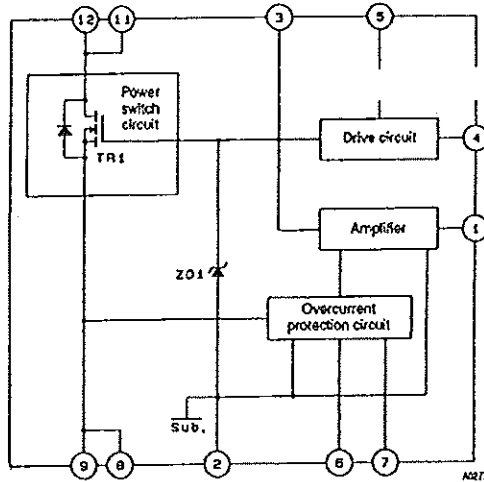 12 11 3 5
Power
switch
circuit
TR1
Drive circuit
4
Amplifier
1
ZD1
Overcurrent
protection circuit
Sub.
9 8 2 6 7